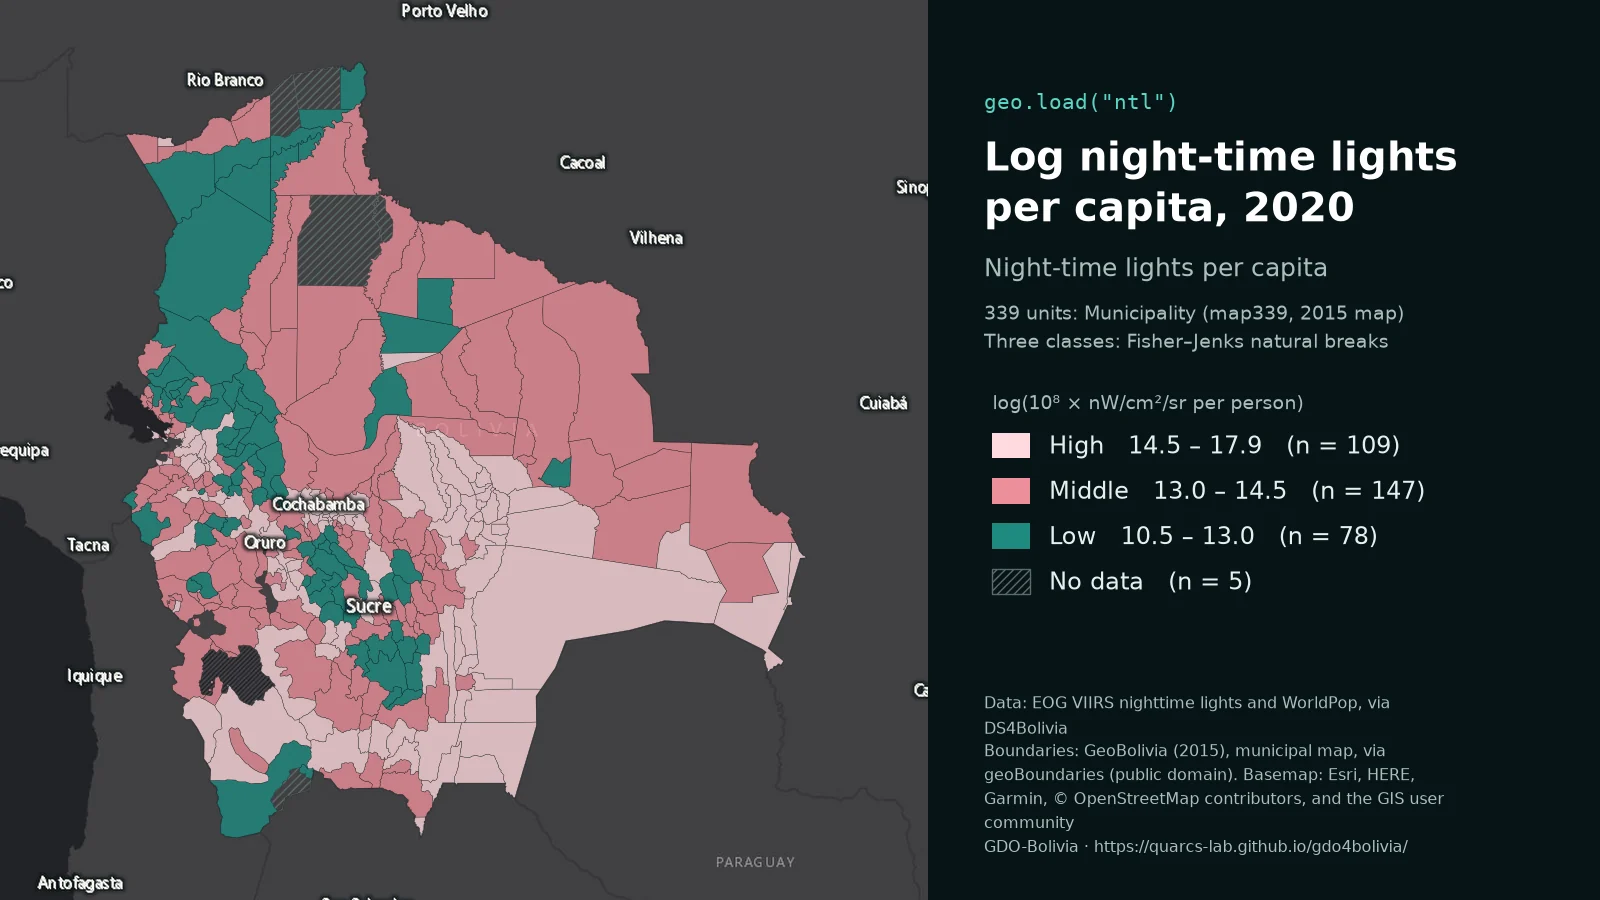 Porto Velho
Rio Branco
Cacoal
Vilhena
Cuiabá
BOLIVIA
Cochabamba
Tacna
Oruro
Sucre
Iquique
PARAGUAY
Antofagasta
geo.load("ntl")
Log night-time lights
per capita, 2020
Night-time lights per capita
339 units: Municipality (map339, 2015 map)
Three classes: Fisher–Jenks natural breaks
log(10⁸ × nW/cm²/sr per person)
High 14.5 – 17.9 (n = 109)
Middle 13.0 – 14.5 (n = 147)
Low 10.5 – 13.0 (n = 78)
No data (n = 5)
Data: EOG VIIRS nighttime lights and WorldPop, via
DS4Bolivia
Boundaries: GeoBolivia (2015), municipal map, via
geoBoundaries (public domain). Basemap: Esri, HERE,
Garmin, © OpenStreetMap contributors, and the GIS user
community
GDO-Bolivia · https://quarcs-lab.github.io/gdo4bolivia/